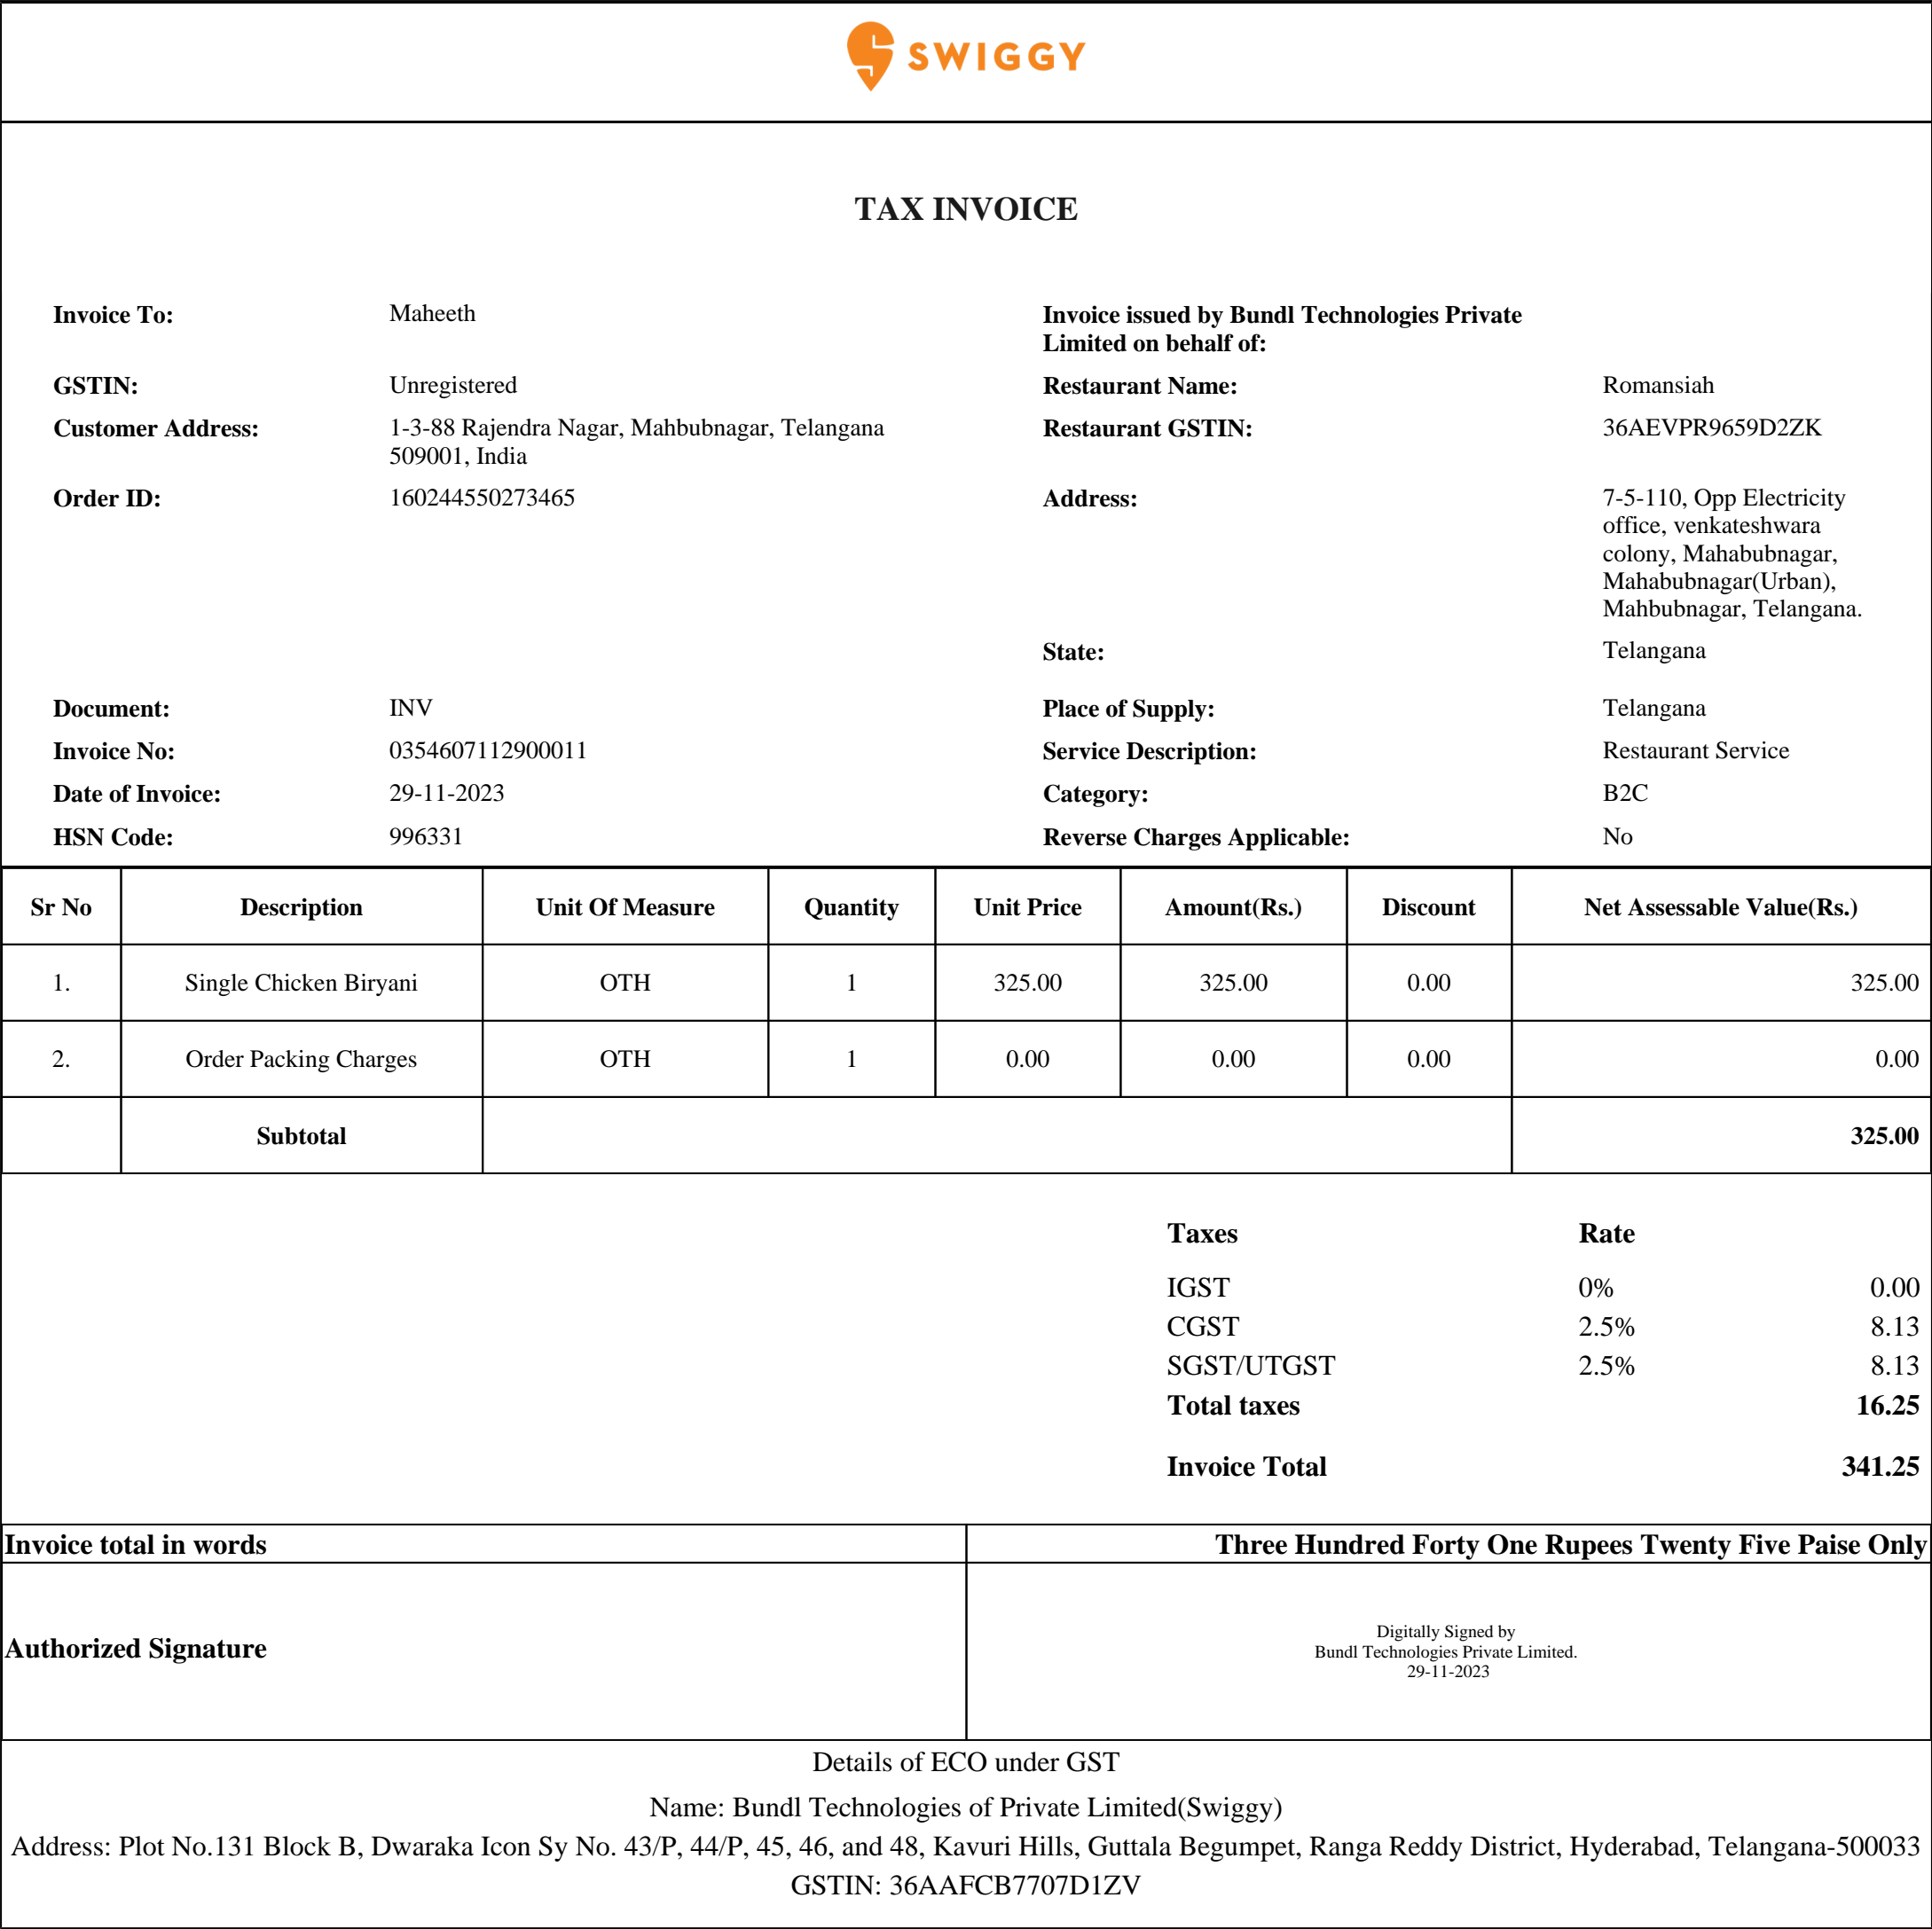 SWIGGY
TAX INVOICE
Invoice To: Maheeth
Invoice issued by Bundl Technologies Private
Limited on behalf of:
GSTIN: Unregistered
Restaurant Name: Romansiah
Customer Address: 1-3-88 Rajendra Nagar, Mahbubnagar, Telangana
509001, India
Restaurant GSTIN: 36AEVPR9659D2ZK
Order ID: 160244550273465
Address: 7-5-110, Opp Electricity
office, venkateshwara
colony, Mahabubnagar,
Mahabubnagar(Urban),
Mahbubnagar, Telangana.
State: Telangana
Document: INV
Place of Supply: Telangana
Invoice No: 0354607112900011
Service Description: Restaurant Service
Date of Invoice: 29-11-2023
Category: B2C
HSN Code: 996331
Reverse Charges Applicable: No
Sr No Description Unit Of Measure Quantity Unit Price Amount(Rs.) Discount Net Assessable Value(Rs.)
1. Single Chicken Biryani OTH 1 325.00 325.00 0.00 325.00
2. Order Packing Charges OTH 1 0.00 0.00 0.00 0.00
Subtotal 325.00
Taxes Rate
IGST 0% 0.00
CGST 2.5% 8.13
SGST/UTGST 2.5% 8.13
Total taxes 16.25
Invoice Total 341.25
Invoice total in words Three Hundred Forty One Rupees Twenty Five Paise Only
Authorized Signature
Digitally Signed by
Bundl Technologies Private Limited.
29-11-2023
Details of ECO under GST
Name: Bundl Technologies of Private Limited(Swiggy)
Address: Plot No.131 Block B, Dwaraka Icon Sy No. 43/P, 44/P, 45, 46, and 48, Kavuri Hills, Guttala Begumpet, Ranga Reddy District, Hyderabad, Telangana-500033
GSTIN: 36AAFCB7707D1ZV